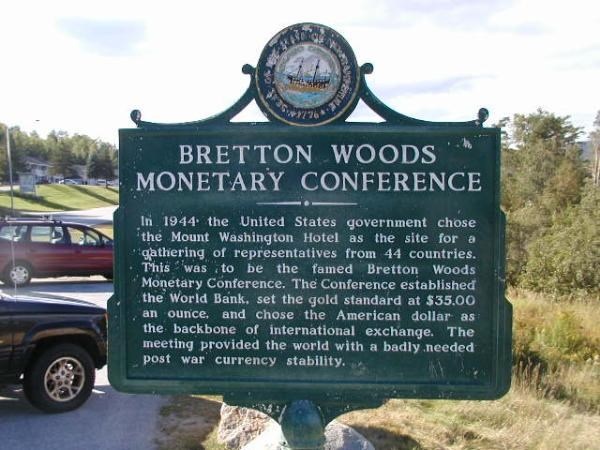 1776
BRETTON WOODS
MONETARY CONFERENCE
In 1944 the United States government chose
the Mount Washington Hotel as the site for a
gathering of representatives from 44 countries.
This was to be the famed Bretton Woods
Monetary Conference. The Conference established
the World Bank, set the gold standard at $35.00
an ounce, and chose the American dollar as
the backbone of international exchange. The
meeting provided the world with a badly needed
post war currency stability.